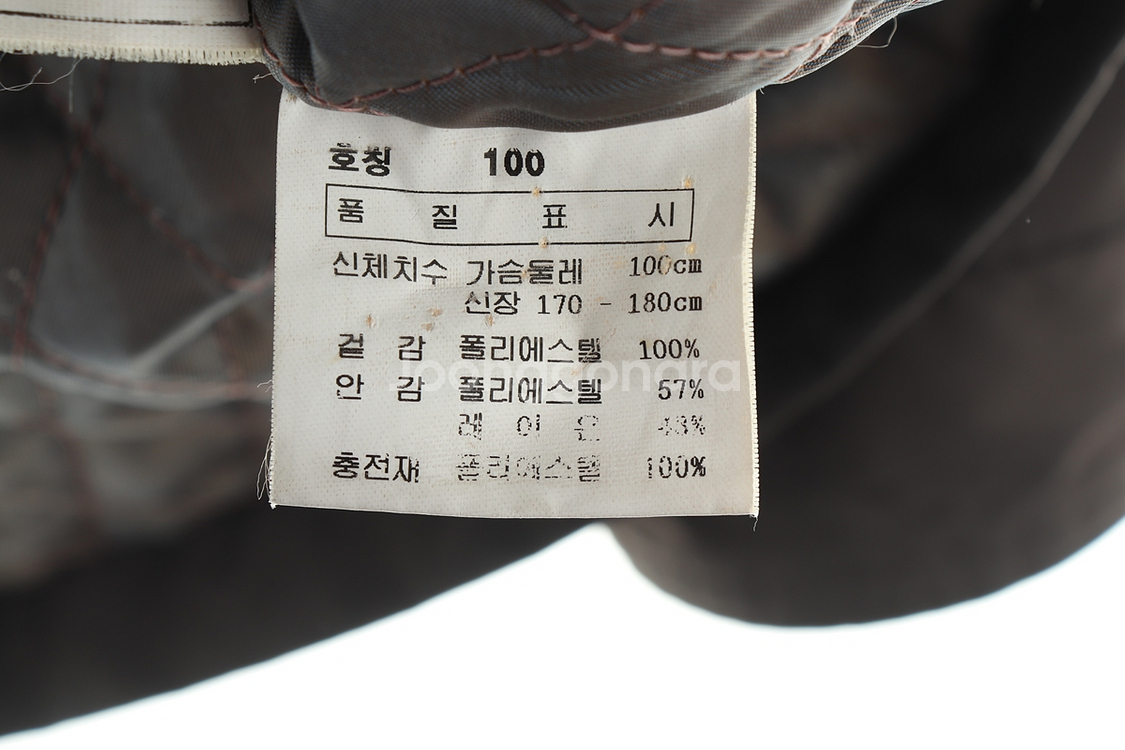 호칭 100
품 질 표 시
신체치수 가슴둘레 100cm
신장 170 - 180cm
겉 감 폴리에스텔 100%
안 감 폴리에스텔 57%
레 이 온 43%
충전재 폴리에스텔 100%
Joongonara